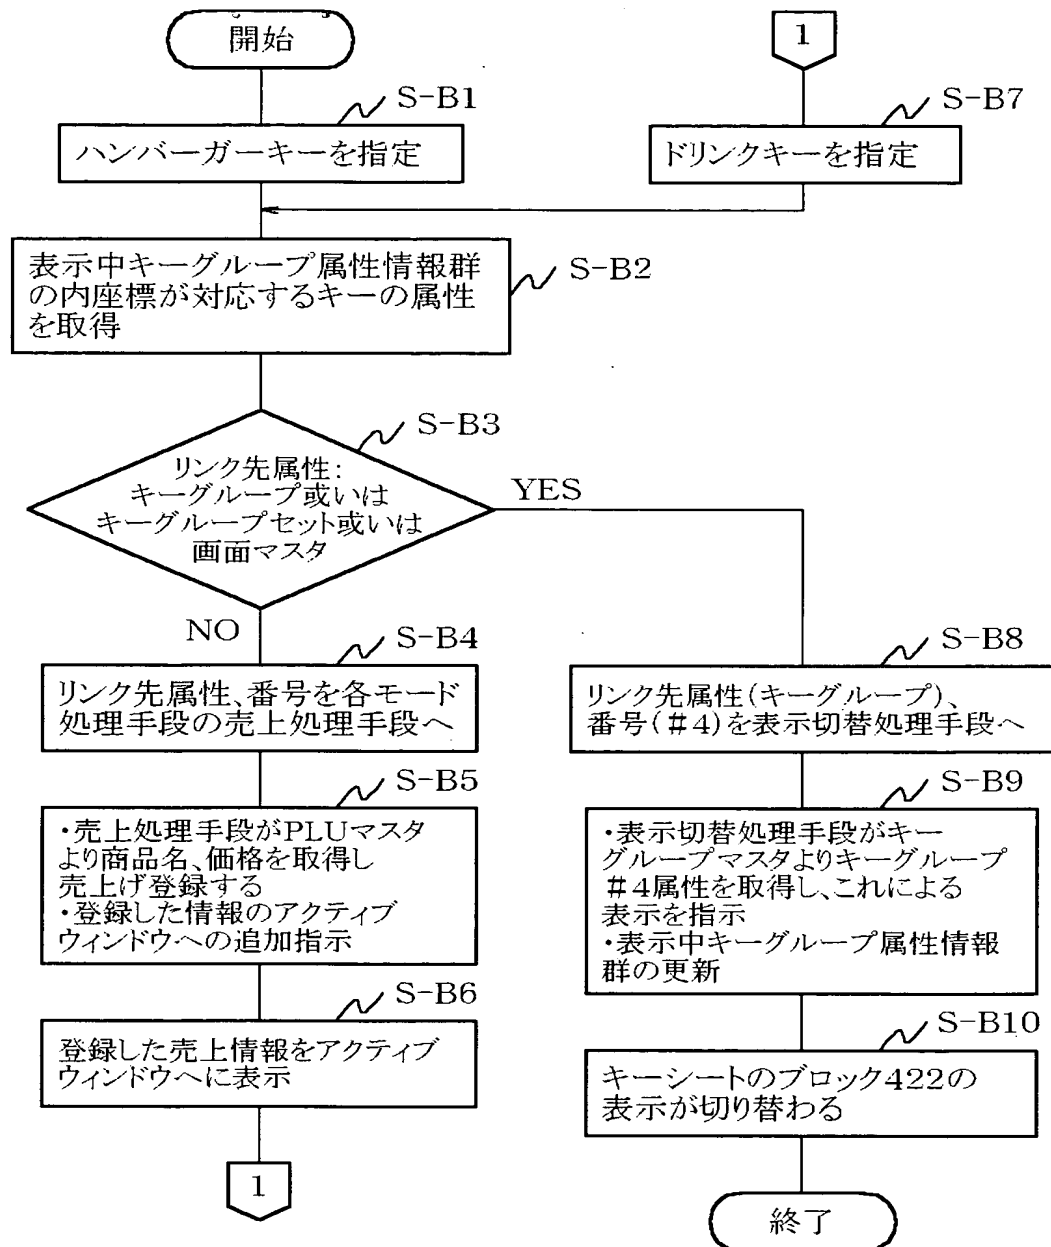 開始
S-B1
ハンバーガーキーを指定
1
S-B7
ドリンクキーを指定
S-B2
表示中キーグループ属性情報群
の内座標が対応するキーの属性
を取得
S-B3
リンク先属性:
キーグループ或いは
キーグループセット或いは
画面マスタ
YES
NO
S-B4
リンク先属性、番号を各モード
処理手段の売上処理手段へ
S-B5
・売上処理手段がPLUマスタ
より商品名、価格を取得し
売上げ登録する
・登録した情報のアクティブ
ウィンドウへの追加指示
S-B6
登録した売上情報をアクティブ
ウィンドウへに表示
1
S-B8
リンク先属性(キーグループ)、
番号(#4)を表示切替処理手段へ
S-B9
・表示切替処理手段がキー
グループマスタよりキーグループ
#4属性を取得し、これによる
表示を指示
・表示中キーグループ属性情報
群の更新
S-B10
キーシートのブロック422の
表示が切り替わる
終了